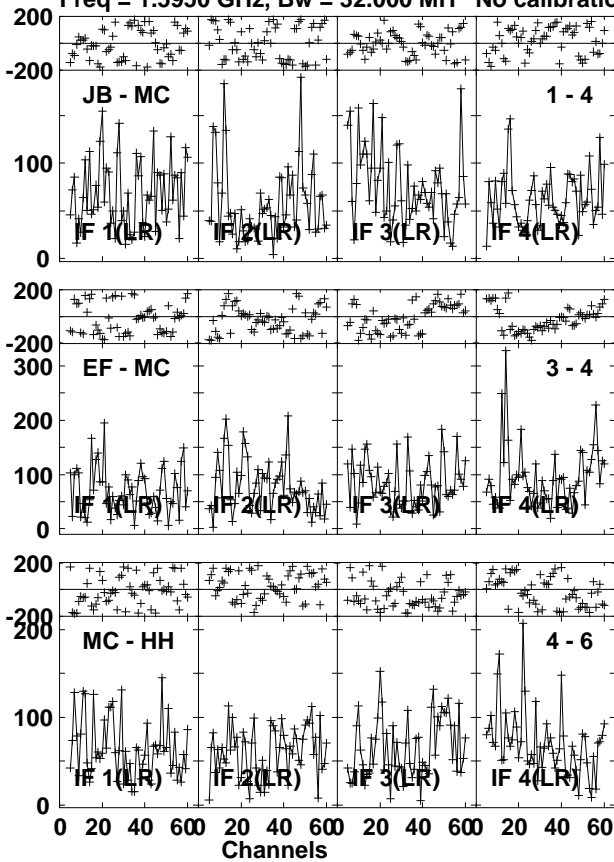 Freq = 1.5950 GHz, Bw = 32.000 MH No calibratio
200
-200
JB - MC 1 - 4
100
0
IF 1(LR) IF 2(LR) IF 3(LR) IF 4(LR)
200
-200
EF - MC 3 - 4
300
200
100
0
IF 1(LR) IF 2(LR) IF 3(LR) IF 4(LR)
200
-200
200
MC - HH 4 - 6
100
0
IF 1(LR) IF 2(LR) IF 3(LR) IF 4(LR)
0 20 40 60 0 20 40 60 0 20 40 60 0 20 40 60
Channels